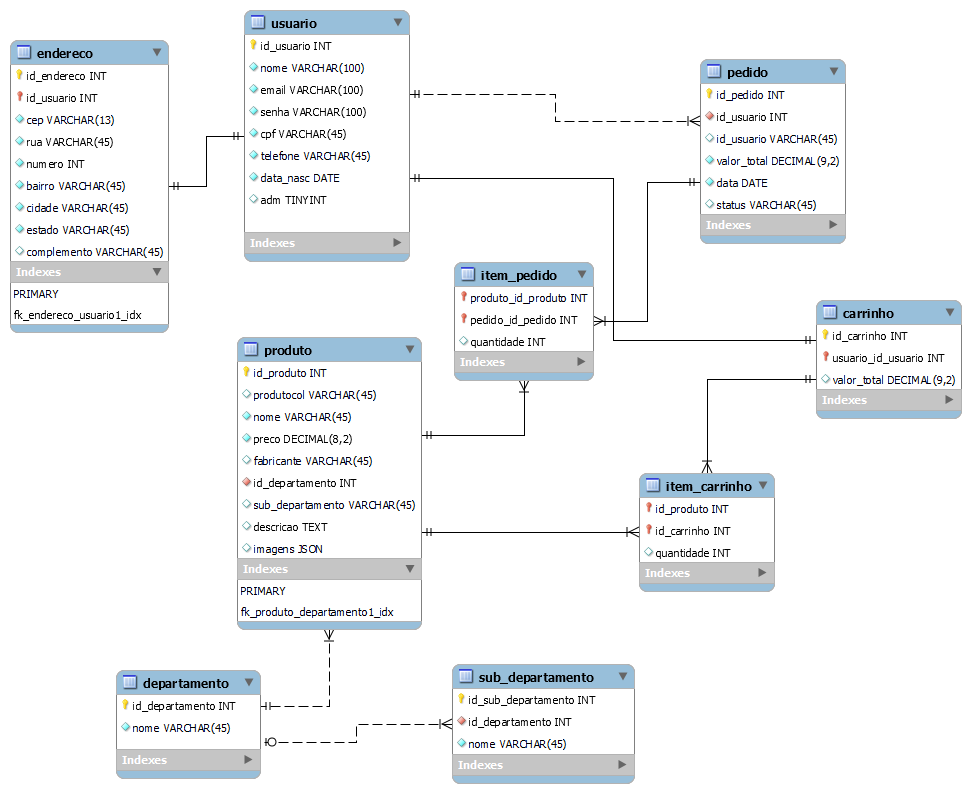 usuario
id_usuario INT
nome VARCHAR(100)
email VARCHAR(100)
senha VARCHAR(100)
cpf VARCHAR(45)
telefone VARCHAR(45)
data_nasc DATE
adm TINYINT
Indexes
endereco
id_endereco INT
id_usuario INT
cep VARCHAR(13)
rua VARCHAR(45)
numero INT
bairro VARCHAR(45)
cidade VARCHAR(45)
estado VARCHAR(45)
complemento VARCHAR(45)
Indexes
PRIMARY
fk_endereco_usuario1_idx
pedido
id_pedido INT
id_usuario INT
id_usuario VARCHAR(45)
valor_total DECIMAL(9,2)
data DATE
status VARCHAR(45)
Indexes
item_pedido
produto_id_produto INT
pedido_id_pedido INT
quantidade INT
Indexes
carrinho
id_carrinho INT
usuario_id_usuario INT
valor_total DECIMAL(9,2)
Indexes
produto
id_produto INT
produtocol VARCHAR(45)
nome VARCHAR(45)
preco DECIMAL(8,2)
fabricante VARCHAR(45)
id_departamento INT
sub_departamento VARCHAR(45)
descricao TEXT
imagens JSON
Indexes
PRIMARY
fk_produto_departamento1_idx
item_carrinho
id_produto INT
id_carrinho INT
quantidade INT
Indexes
departamento
id_departamento INT
nome VARCHAR(45)
Indexes
sub_departamento
id_sub_departamento INT
id_departamento INT
nome VARCHAR(45)
Indexes